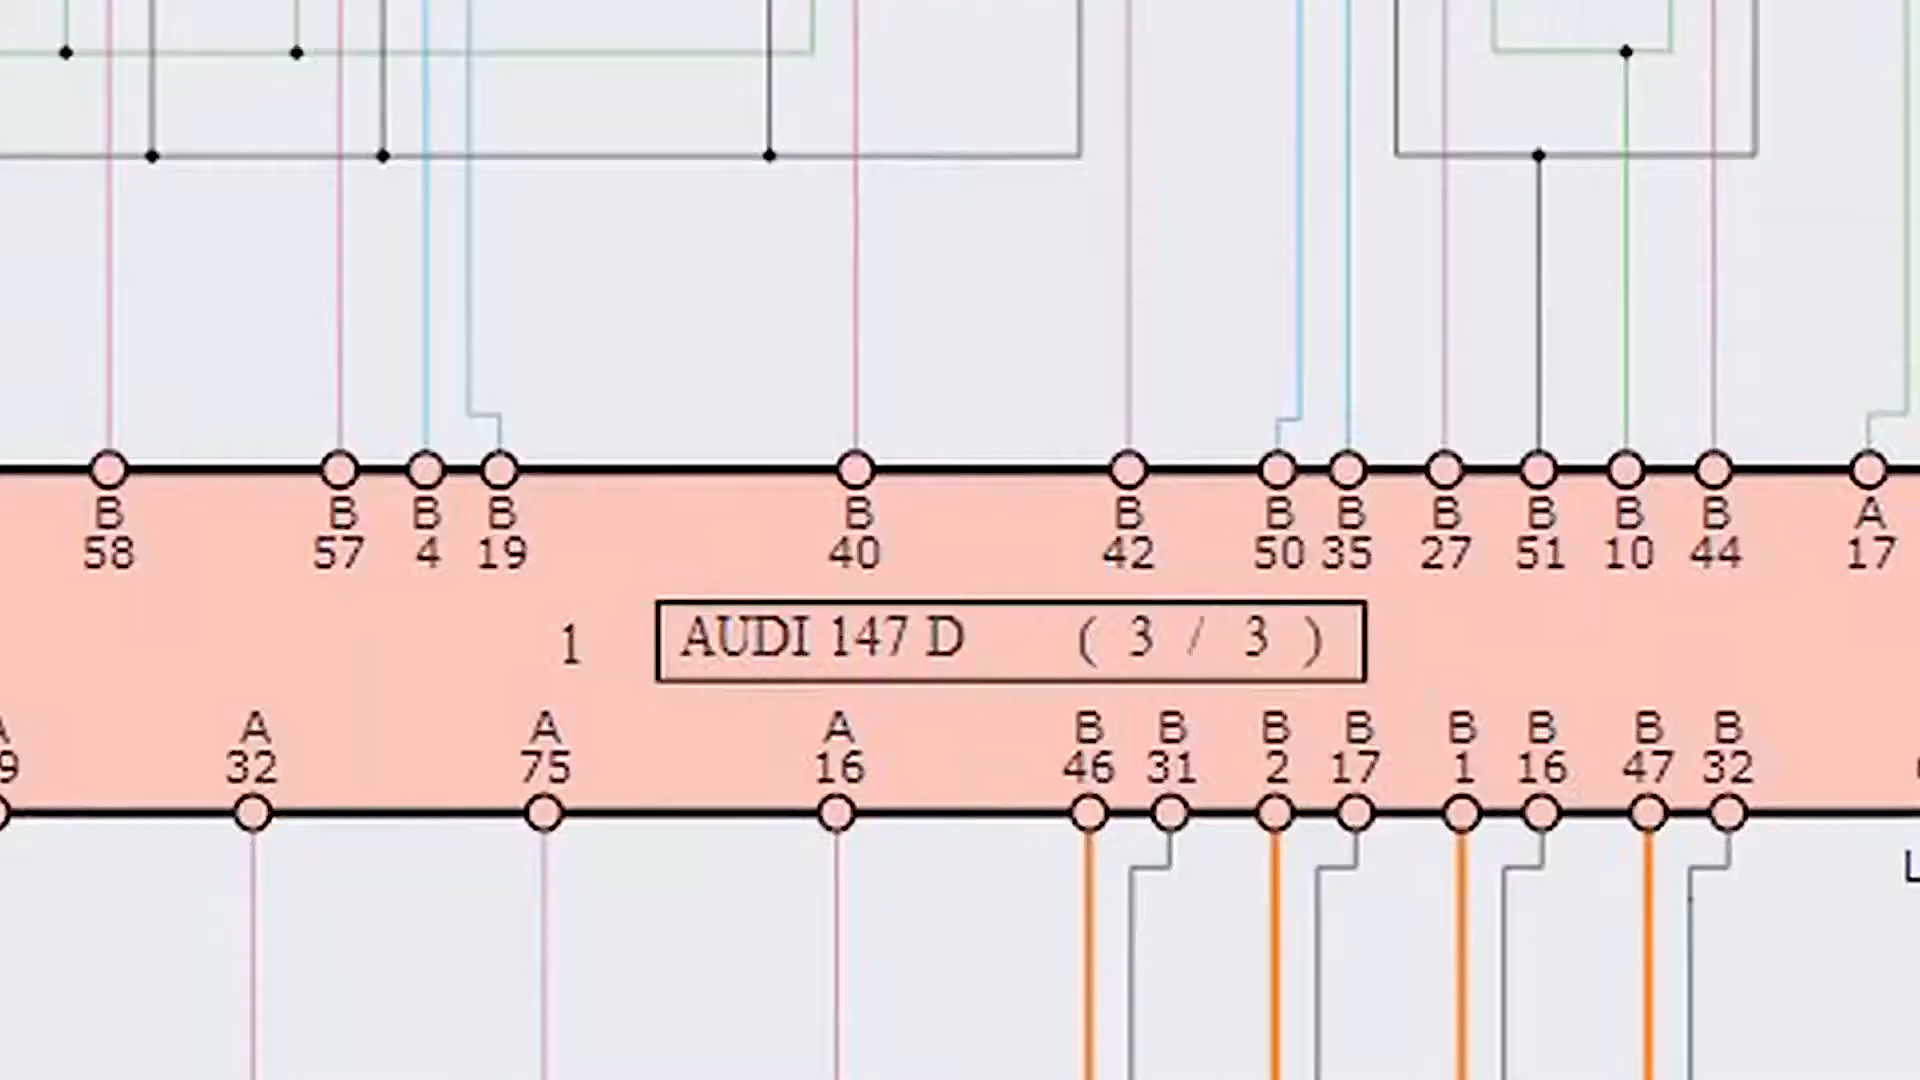 B B B B B B B B B B B B A
58 57 4 19 40 42 50 35 27 51 10 44 17
1 AUDI 147 D ( 3 / 3 )
A A A B B B B B B B B
9 32 75 16 46 31 2 17 1 16 47 32